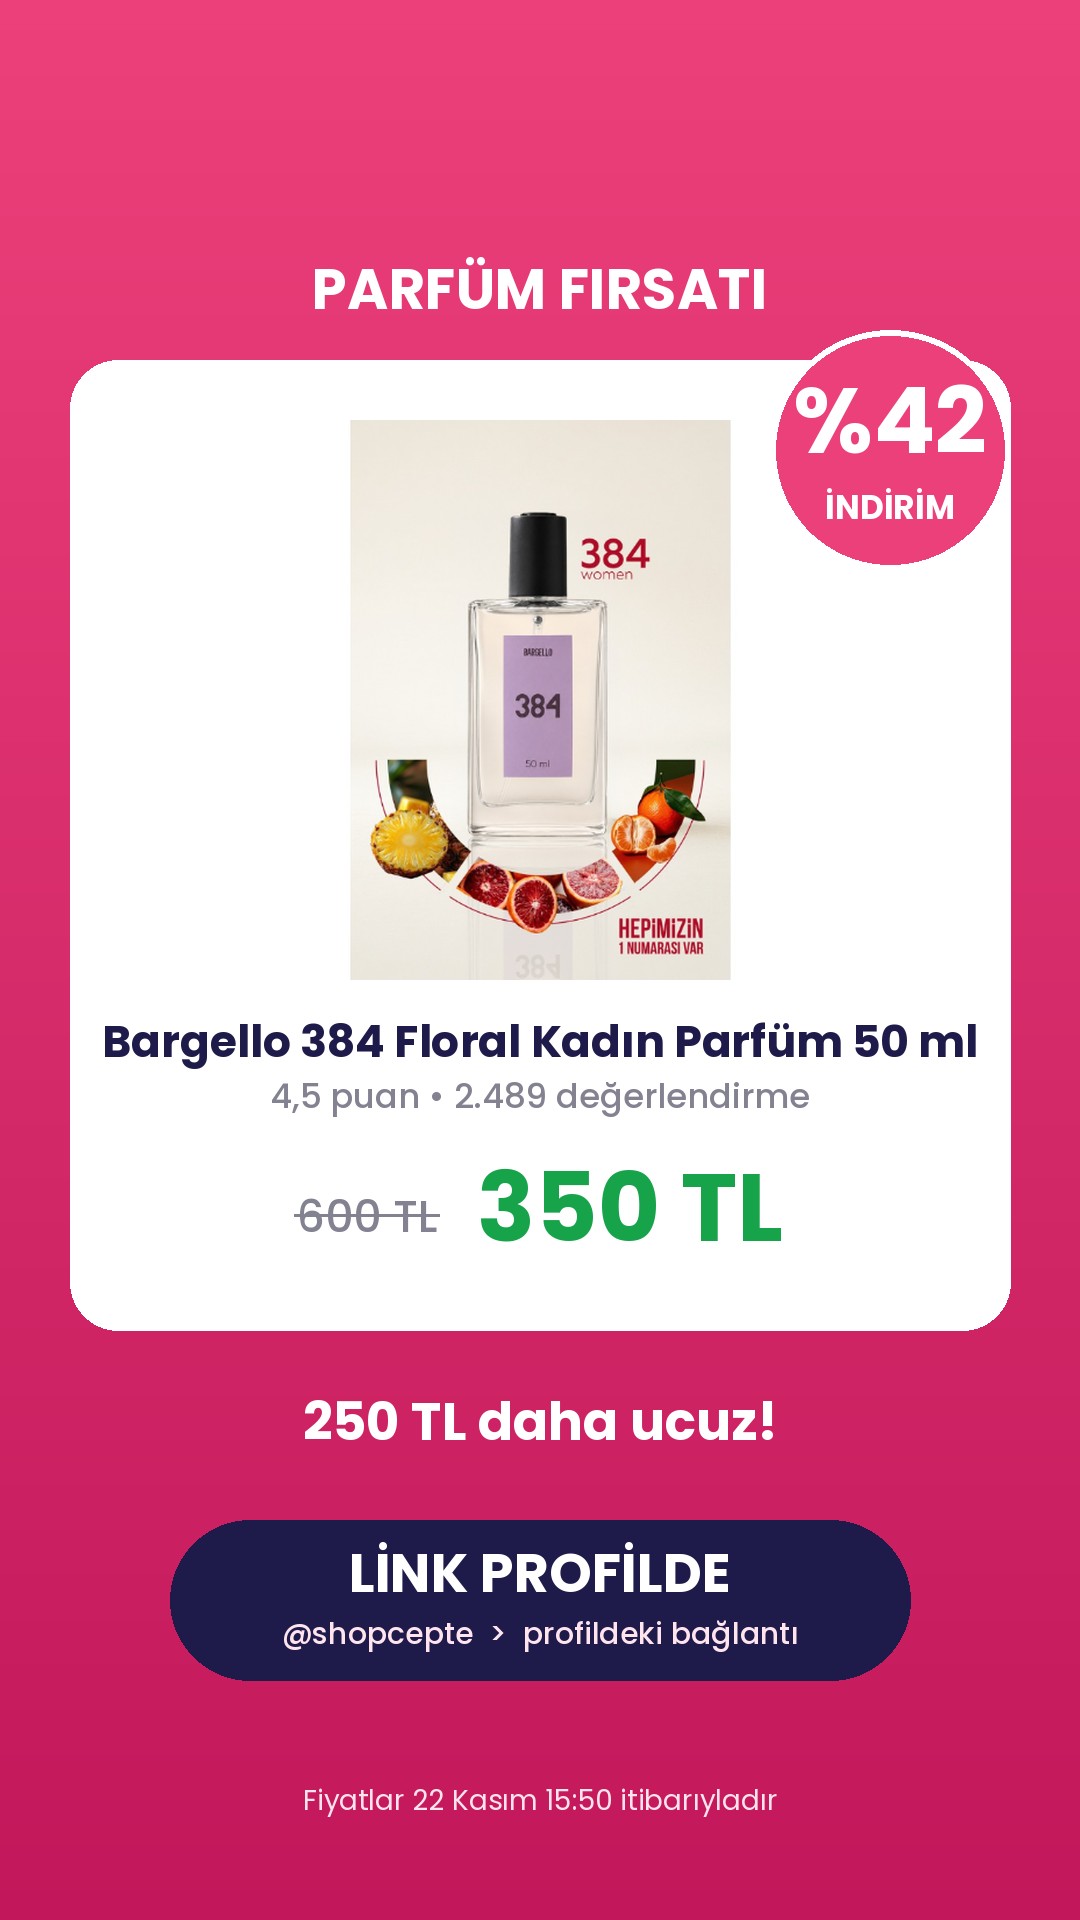 PARFÜM FIRSATI
%42
İNDİRİM
384
women
BARGELLO
384
50 ml
HEPİMİZİN
1 NUMARASI VAR
384
Bargello 384 Floral Kadın Parfüm 50 ml
4,5 puan • 2.489 değerlendirme
600 TL 350 TL
250 TL daha ucuz!
LİNK PROFİLDE
@shopcepte > profildeki bağlantı
Fiyatlar 22 Kasım 15:50 itibarıyladır